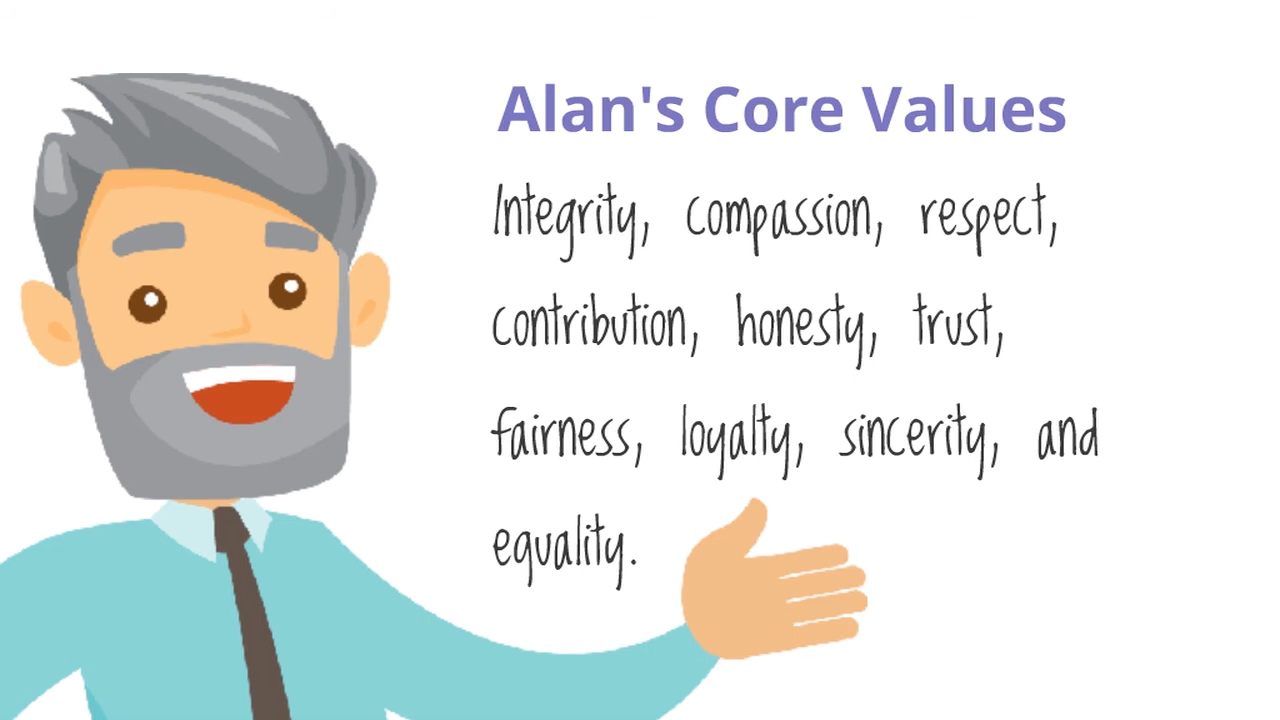 Alan's Core Values
Integrity, compassion, respect,
contribution, honesty, trust,
fairness, loyalty, sincerity, and
equality.